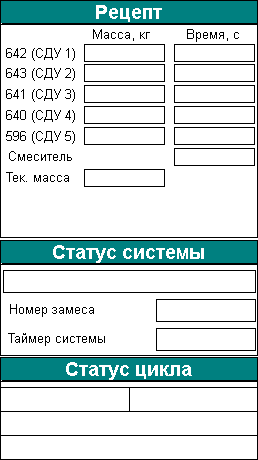 Рецепт
Масса, кг Время, с
642 (СДУ 1)
643 (СДУ 2)
641 (СДУ 3)
640 (СДУ 4)
596 (СДУ 5)
Смеситель
Тек. масса
Статус системы
Номер замеса
Таймер системы
Статус цикла